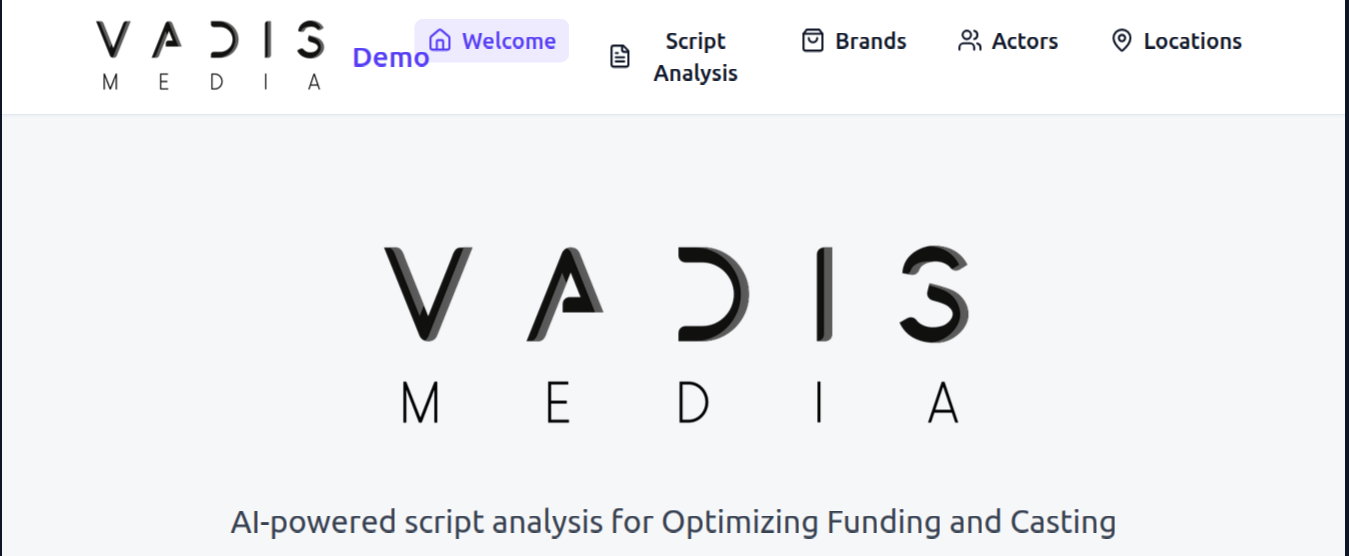 VADIS
MEDIA
Demo
Welcome
Script
Analysis
Brands
Actors
Locations
VADIS
MEDIA
AI-powered script analysis for Optimizing Funding and Casting